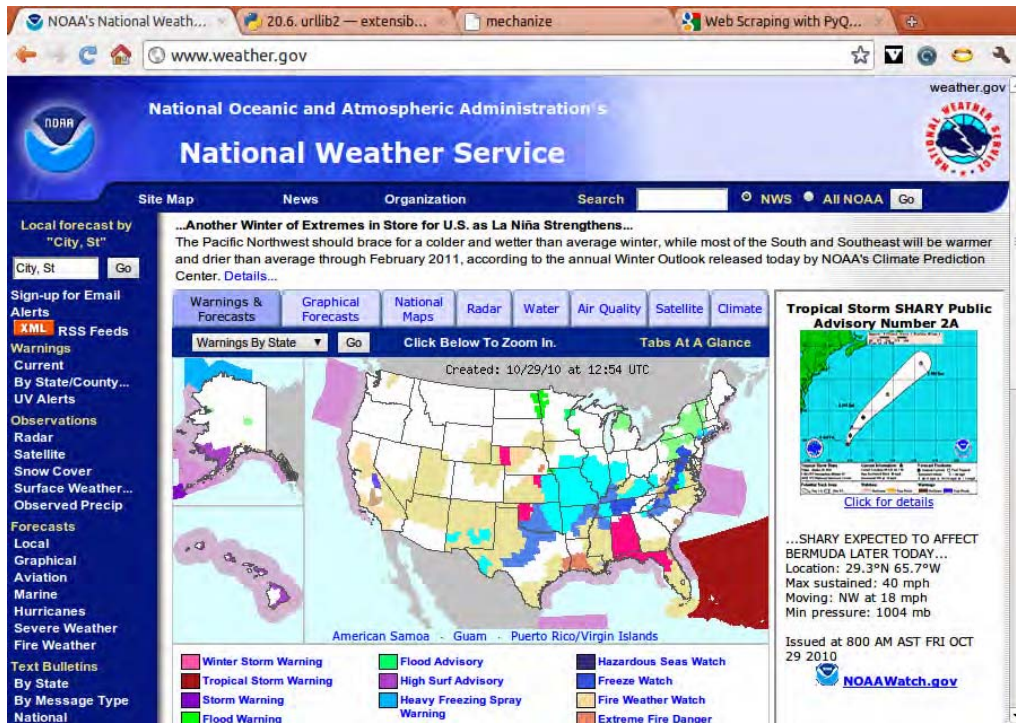 NOAA's National Weath...
20.6. urllib2 — extensib...
mechanize
Web Scraping with PyQ...
www.weather.gov
weather.gov
NOAA
National Oceanic and Atmospheric Administration's
National Weather Service
Site Map
News
Organization
Search
NWS
All NOAA
Go
Local forecast by
"City, St"
City, St
Go
Sign-up for Email
Alerts
XML RSS Feeds
Warnings
Current
By State/County...
UV Alerts
Observations
Radar
Satellite
Snow Cover
Surface Weather...
Observed Precip
Forecasts
Local
Graphical
Aviation
Marine
Hurricanes
Severe Weather
Fire Weather
Text Bulletins
By State
By Message Type
National
...Another Winter of Extremes in Store for U.S. as La Niña Strengthens...
The Pacific Northwest should brace for a colder and wetter than average winter, while most of the South and Southeast will be warmer
and drier than average through February 2011, according to the annual Winter Outlook released today by NOAA's Climate Prediction
Center. Details...
Warnings &
Forecasts
Graphical
Forecasts
National
Maps
Radar
Water
Air Quality
Satellite
Climate
Warnings By State
Go
Click Below To Zoom In.
Tabs At A Glance
Created: 10/29/10 at 12:54 UTC
American Samoa - Guam - Puerto Rico/Virgin Islands
Winter Storm Warning
Tropical Storm Warning
Storm Warning
Flood Warning
Flood Advisory
High Surf Advisory
Heavy Freezing Spray
Warning
Hazardous Seas Watch
Freeze Watch
Fire Weather Watch
Extreme Fire Danger
Tropical Storm SHARY Public
Advisory Number 2A
Click for details
...SHARY EXPECTED TO AFFECT
BERMUDA LATER TODAY...
Location: 29.3°N 65.7°W
Max sustained: 40 mph
Moving: NW at 18 mph
Min pressure: 1004 mb
Issued at 800 AM AST FRI OCT
29 2010
NOAAWatch.gov